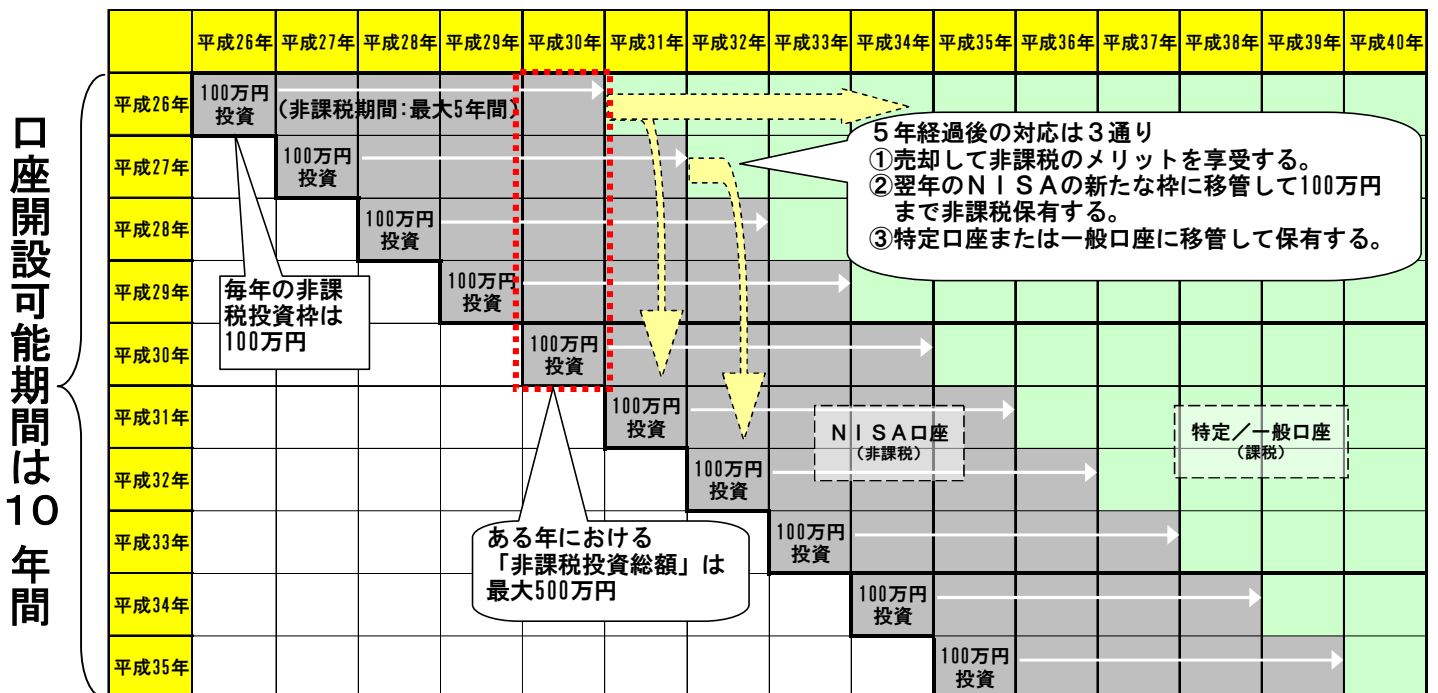 平成26年 平成27年 平成28年 平成29年 平成30年 平成31年 平成32年 平成33年 平成34年 平成35年 平成36年 平成37年 平成38年 平成39年 平成40年
口座開設可能期間は10年間
平成26年
100万円
投資
(非課税期間:最大5年間)
平成27年
100万円
投資
5年経過後の対応は3通り
①売却して非課税のメリットを享受する。
②翌年のNISAの新たな枠に移管して100万円
まで非課税保有する。
③特定口座または一般口座に移管して保有する。
平成28年
100万円
投資
平成29年
100万円
投資
毎年の非課
税投資枠は
100万円
平成30年
100万円
投資
平成31年
100万円
投資
NISA口座
(非課税)
特定/一般口座
(課税)
平成32年
100万円
投資
平成33年
100万円
投資
ある年における
「非課税投資総額」は
最大500万円
平成34年
100万円
投資
平成35年
100万円
投資